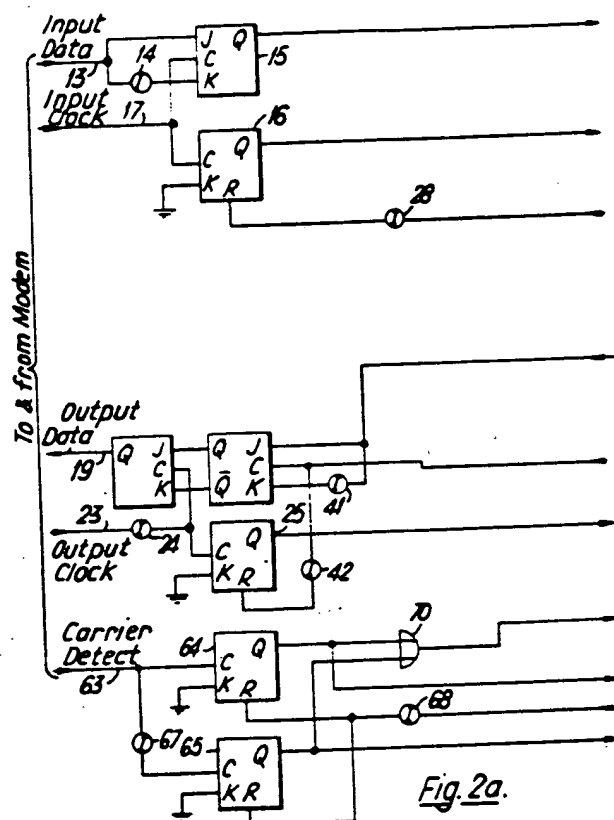 Input
Data
13
14
J Q
C
K
15
Input
Clock
17
16
C Q
K R
28
To & from Modem
Output
Data
19
Q J
C
K
Q J
C
Q̄ K
41
23
24
Output
Clock
25
C Q
K R
42
Carrier
Detect
63
64
C Q
K R
70
68
67
65
C Q
K R
Fig. 2a.